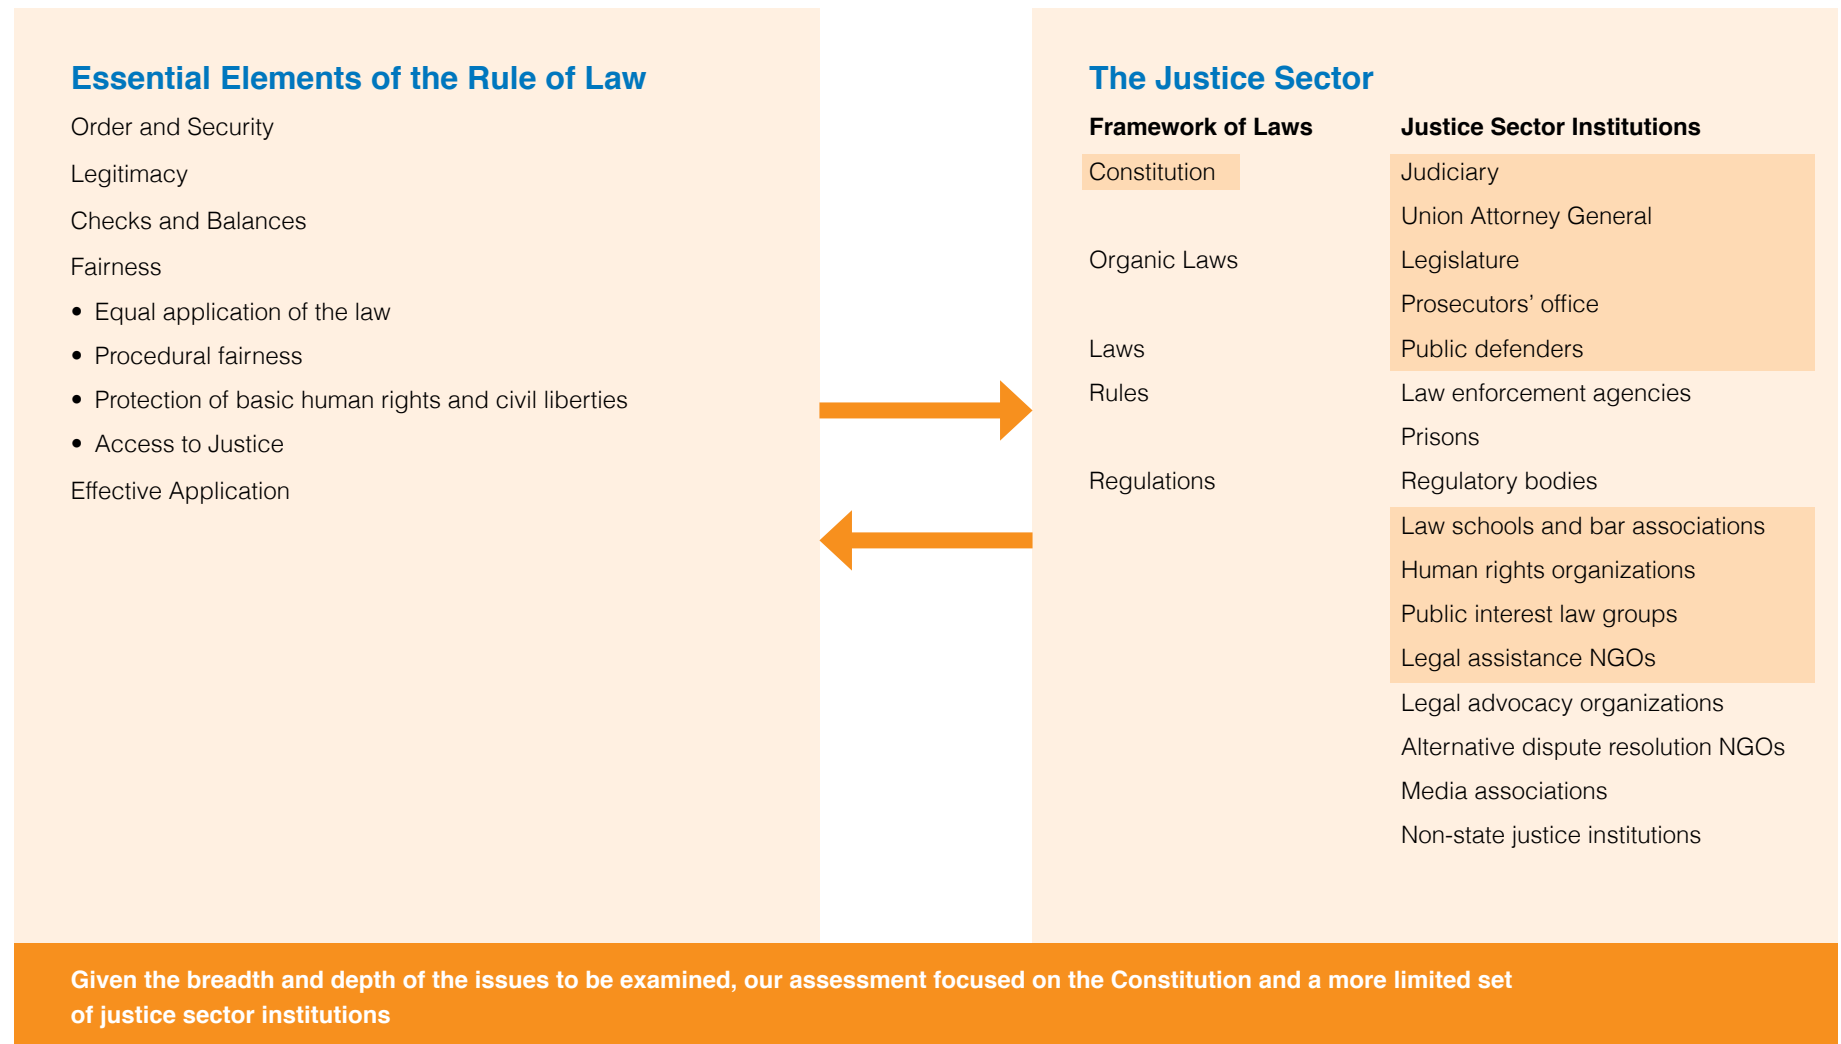 Essential Elements of the Rule of Law
Order and Security
Legitimacy
Checks and Balances
Fairness
• Equal application of the law
• Procedural fairness
• Protection of basic human rights and civil liberties
• Access to Justice
Effective Application
The Justice Sector
Framework of Laws
Constitution
Organic Laws
Laws
Rules
Regulations
Justice Sector Institutions
Judiciary
Union Attorney General
Legislature
Prosecutors’ office
Public defenders
Law enforcement agencies
Prisons
Regulatory bodies
Law schools and bar associations
Human rights organizations
Public interest law groups
Legal assistance NGOs
Legal advocacy organizations
Alternative dispute resolution NGOs
Media associations
Non-state justice institutions
Given the breadth and depth of the issues to be examined, our assessment focused on the Constitution and a more limited set
of justice sector institutions